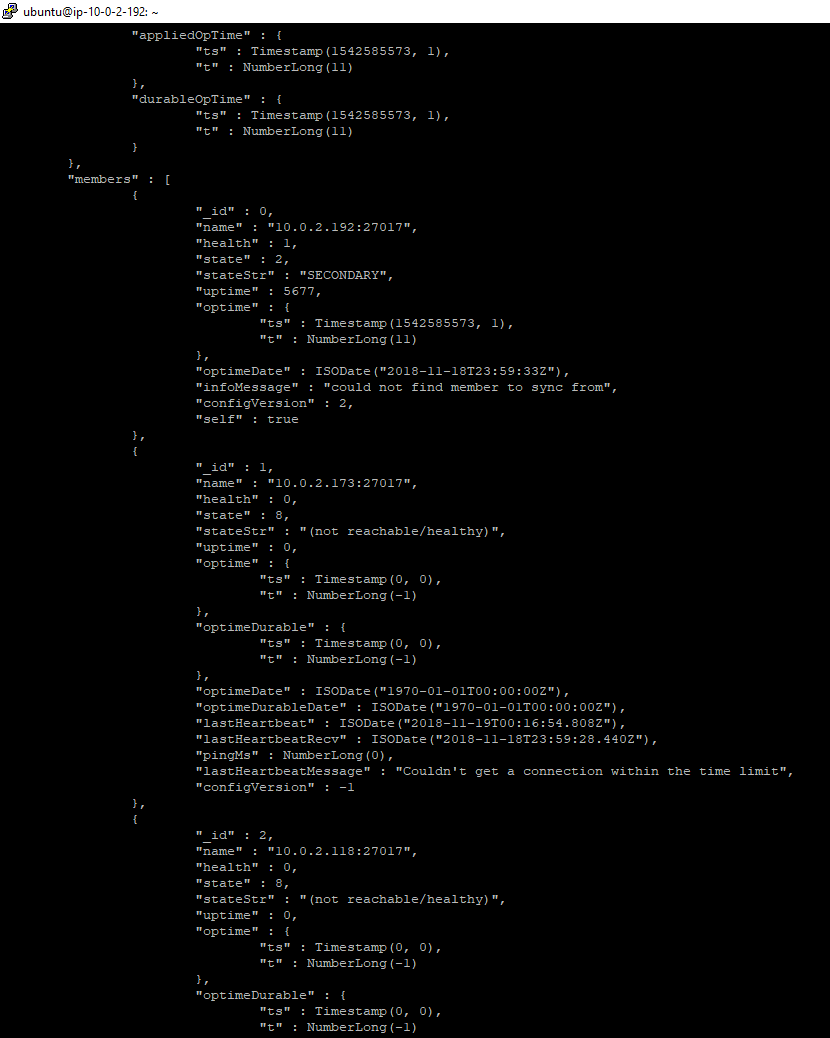 ubuntu@ip-10-0-2-192: ~
"appliedOpTime" : {
"ts" : Timestamp(1542585573, 1),
"t" : NumberLong(11)
},
"durableOpTime" : {
"ts" : Timestamp(1542585573, 1),
"t" : NumberLong(11)
}
},
"members" : [
{
"_id" : 0,
"name" : "10.0.2.192:27017",
"health" : 1,
"state" : 2,
"stateStr" : "SECONDARY",
"uptime" : 5677,
"optime" : {
"ts" : Timestamp(1542585573, 1),
"t" : NumberLong(11)
},
"optimeDate" : ISODate("2018-11-18T23:59:33Z"),
"infoMessage" : "could not find member to sync from",
"configVersion" : 2,
"self" : true
},
{
"_id" : 1,
"name" : "10.0.2.173:27017",
"health" : 0,
"state" : 8,
"stateStr" : "(not reachable/healthy)",
"uptime" : 0,
"optime" : {
"ts" : Timestamp(0, 0),
"t" : NumberLong(-1)
},
"optimeDurable" : {
"ts" : Timestamp(0, 0),
"t" : NumberLong(-1)
},
"optimeDate" : ISODate("1970-01-01T00:00:00Z"),
"optimeDurableDate" : ISODate("1970-01-01T00:00:00Z"),
"lastHeartbeat" : ISODate("2018-11-19T00:16:54.808Z"),
"lastHeartbeatRecv" : ISODate("2018-11-18T23:59:28.440Z"),
"pingMs" : NumberLong(0),
"lastHeartbeatMessage" : "Couldn't get a connection within the time limit",
"configVersion" : -1
},
{
"_id" : 2,
"name" : "10.0.2.118:27017",
"health" : 0,
"state" : 8,
"stateStr" : "(not reachable/healthy)",
"uptime" : 0,
"optime" : {
"ts" : Timestamp(0, 0),
"t" : NumberLong(-1)
},
"optimeDurable" : {
"ts" : Timestamp(0, 0),
"t" : NumberLong(-1)